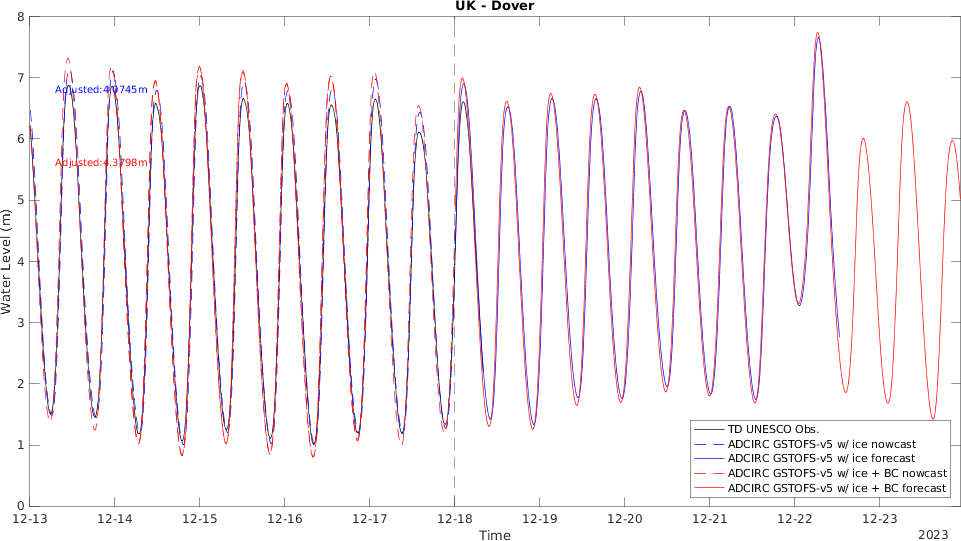 UK - Dover
8
7
6
5
4
3
2
1
0
Water Level (m)
Adjusted:4.0745m
Adjusted:4.3798m
12-13 12-14 12-15 12-16 12-17 12-18 12-19 12-20 12-21 12-22 12-23
Time
2023
TD UNESCO Obs.
ADCIRC GSTOFS-v5 w/ ice nowcast
ADCIRC GSTOFS-v5 w/ ice forecast
ADCIRC GSTOFS-v5 w/ ice + BC nowcast
ADCIRC GSTOFS-v5 w/ ice + BC forecast